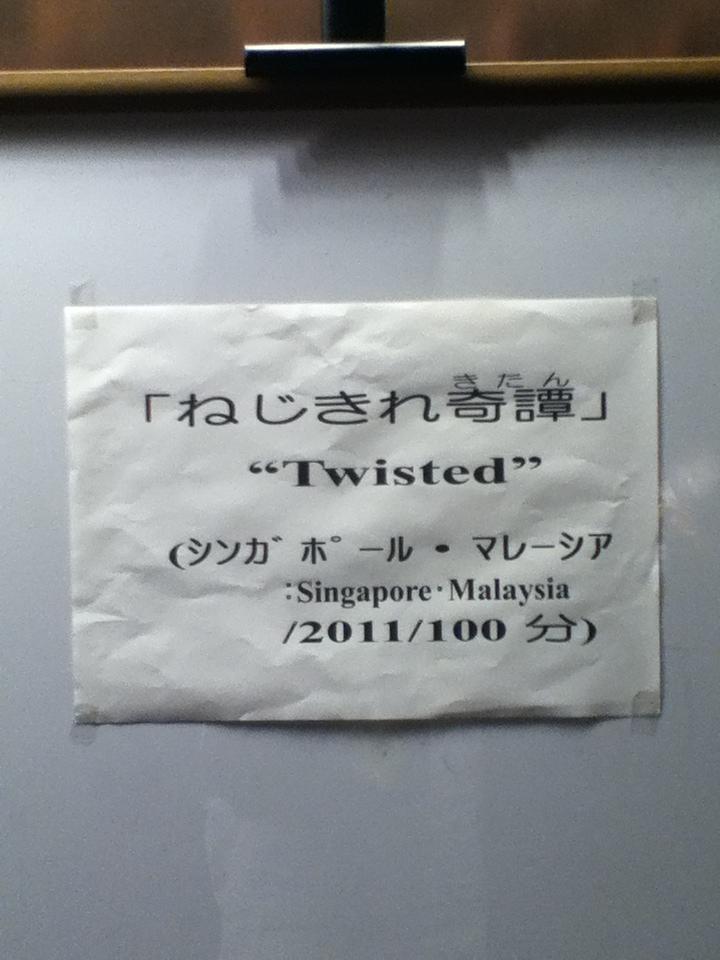 きたん
「ねじきれ奇譚」
“Twisted”
(シンガポール・マレーシア
:Singapore·Malaysia
/2011/100 分)